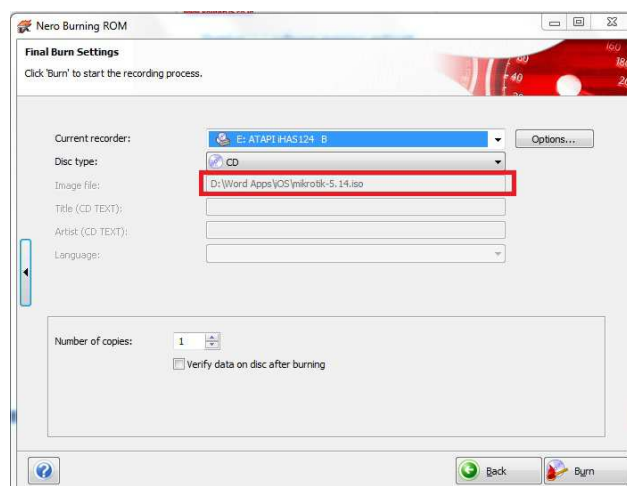 Nero Burning ROM
Final Burn Settings
Click 'Burn' to start the recording process.
Current recorder: E: ATAPI iHAS124 B Options...
Disc type: CD
Image file: D:\Word Apps\iOS\mikrotik-5.14.iso
Title (CD TEXT):
Artist (CD TEXT):
Language:
Number of copies: 1
Verify data on disc after burning
Back Burn